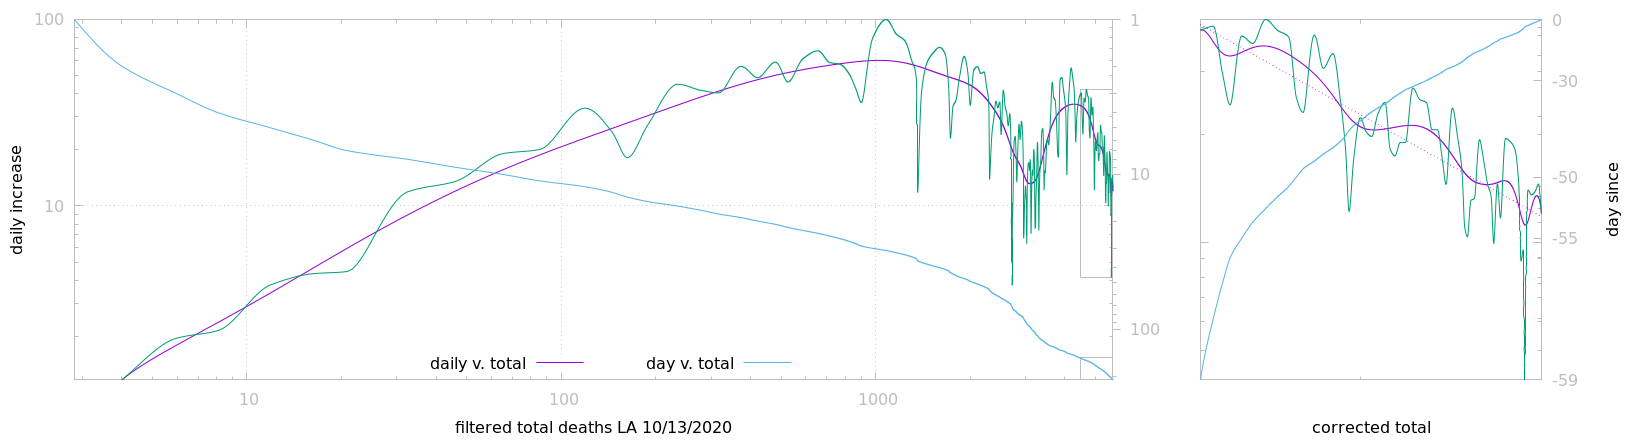 100
10
daily increase
10
100
1000
filtered total deaths LA 10/13/2020
daily v. total
day v. total
1
10
100
0
-30
-50
-55
-59
day since
corrected total